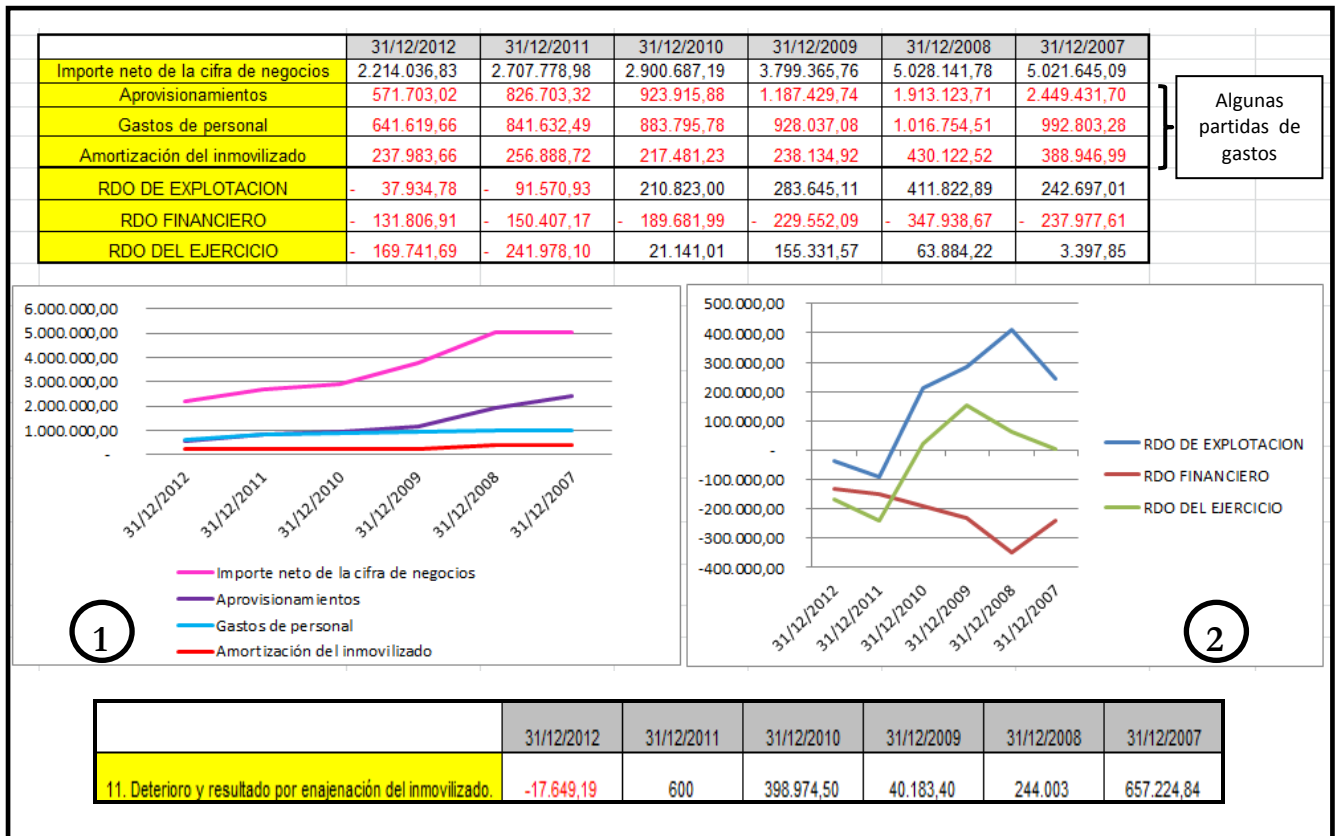 31/12/2012 31/12/2011 31/12/2010 31/12/2009 31/12/2008 31/12/2007
Importe neto de la cifra de negocios 2.214.036,83 2.707.778,98 2.900.687,19 3.799.365,76 5.028.141,78 5.021.645,09
Aprovisionamientos 571.703,02 826.703,32 923.915,88 1.187.429,74 1.913.123,71 2.449.431,70
Gastos de personal 641.619,66 841.632,49 883.795,78 928.037,08 1.016.754,51 992.803,28
Amortización del inmovilizado 237.983,66 256.888,72 217.481,23 238.134,92 430.122,52 388.946,99
RDO DE EXPLOTACION - 37.934,78 - 91.570,93 210.823,00 283.645,11 411.822,89 242.697,01
RDO FINANCIERO - 131.806,91 - 150.407,17 - 189.681,99 - 229.552,09 - 347.938,67 - 237.977,61
RDO DEL EJERCICIO - 169.741,69 - 241.978,10 21.141,01 155.331,57 63.884,22 3.397,85
Algunas
partidas de
gastos
6.000.000,00
5.000.000,00
4.000.000,00
3.000.000,00
2.000.000,00
1.000.000,00
-
31/12/2012 31/12/2011 31/12/2010 31/12/2009 31/12/2008 31/12/2007
Importe neto de la cifra de negocios
Aprovisionamientos
Gastos de personal
Amortización del inmovilizado
1
500.000,00
400.000,00
300.000,00
200.000,00
100.000,00
-
-100.000,00
-200.000,00
-300.000,00
-400.000,00
31/12/2012 31/12/2011 31/12/2010 31/12/2009 31/12/2008 31/12/2007
RDO DE EXPLOTACION
RDO FINANCIERO
RDO DEL EJERCICIO
2
31/12/2012 31/12/2011 31/12/2010 31/12/2009 31/12/2008 31/12/2007
11. Deterioro y resultado por enajenación del inmovilizado. -17.649,19 600 398.974,50 40.183,40 244.003 657.224,84